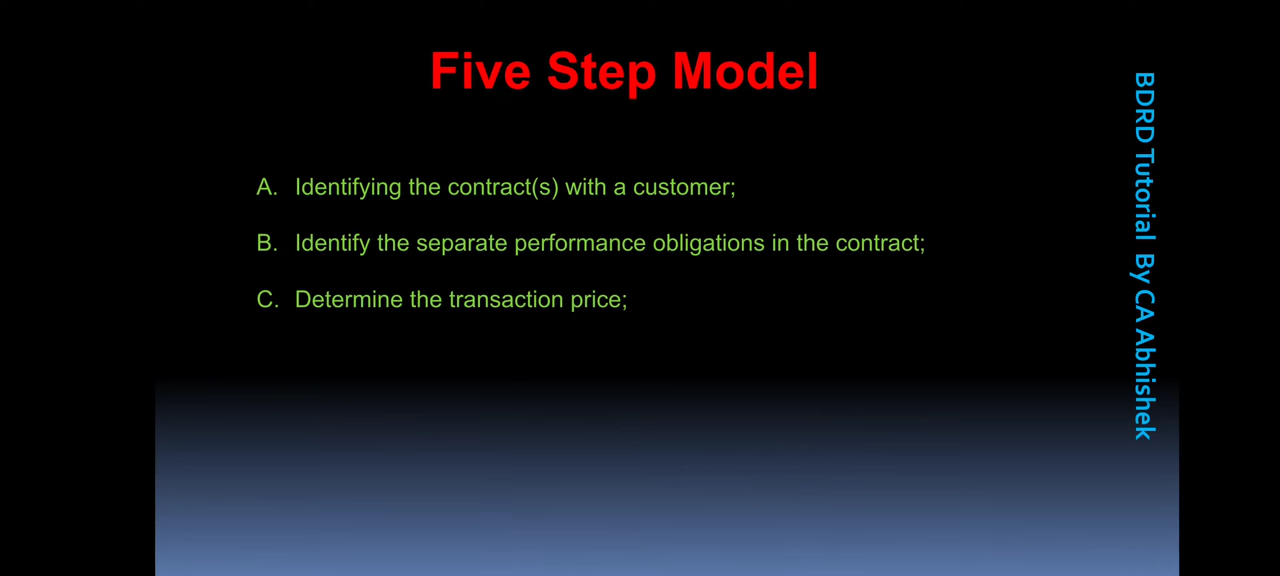 Five Step Model
A. Identifying the contract(s) with a customer;
B. Identify the separate performance obligations in the contract;
C. Determine the transaction price;
BDRD Tutorial By CA Abhishek